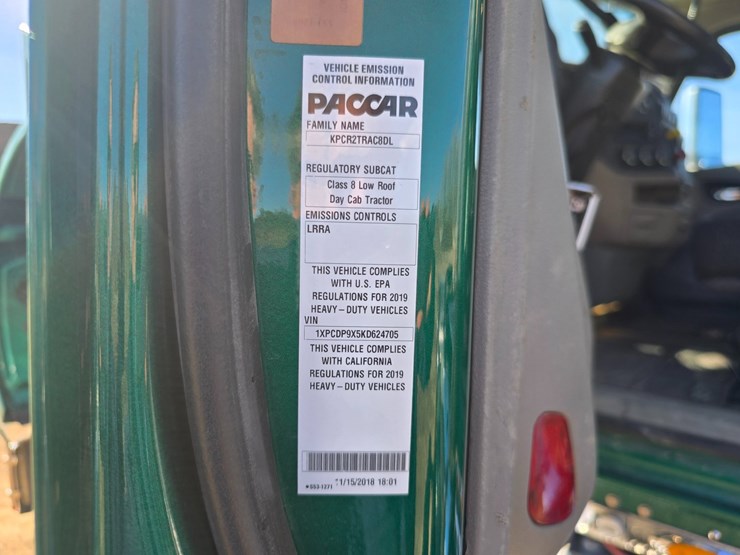 VEHICLE EMISSION
CONTROL INFORMATION
PACCAR
FAMILY NAME
KPCR2TRAC8DL
REGULATORY SUBCAT
Class 8 Low Roof
Day Cab Tractor
EMISSIONS CONTROLS
LRRA
THIS VEHICLE COMPLIES
WITH U.S. EPA
REGULATIONS FOR 2019
HEAVY – DUTY VEHICLES
VIN
1XPCDP9X5KD624705
THIS VEHICLE COMPLIES
WITH CALIFORNIA
REGULATIONS FOR 2019
HEAVY – DUTY VEHICLES
11/15/2018 18:01